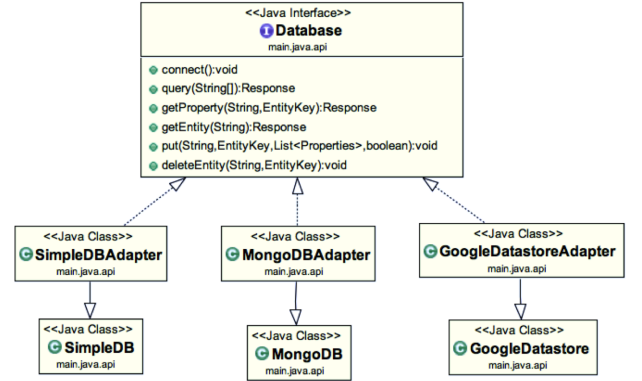 <<Java Interface>>
I Database
main.java.api
connect():void
query(String[]):Response
getProperty(String,EntityKey):Response
getEntity(String):Response
put(String,EntityKey,List<Properties>,boolean):void
deleteEntity(String,EntityKey):void
<<Java Class>>
C SimpleDBAdapter
main.java.api
<<Java Class>>
C MongoDBAdapter
main.java.api
<<Java Class>>
C GoogleDatastoreAdapter
main.java.api
<<Java Class>>
C SimpleDB
main.java.api
<<Java Class>>
C MongoDB
main.java.api
<<Java Class>>
C GoogleDatastore
main.java.api